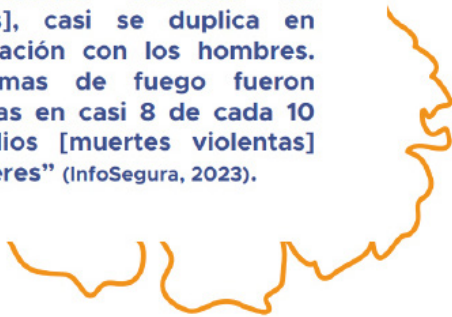 s], casi se duplica en
ación con los hombres.
mas de fuego fueron
as en casi 8 de cada 10
dios [muertes violentas]
eres” (InfoSegura, 2023).